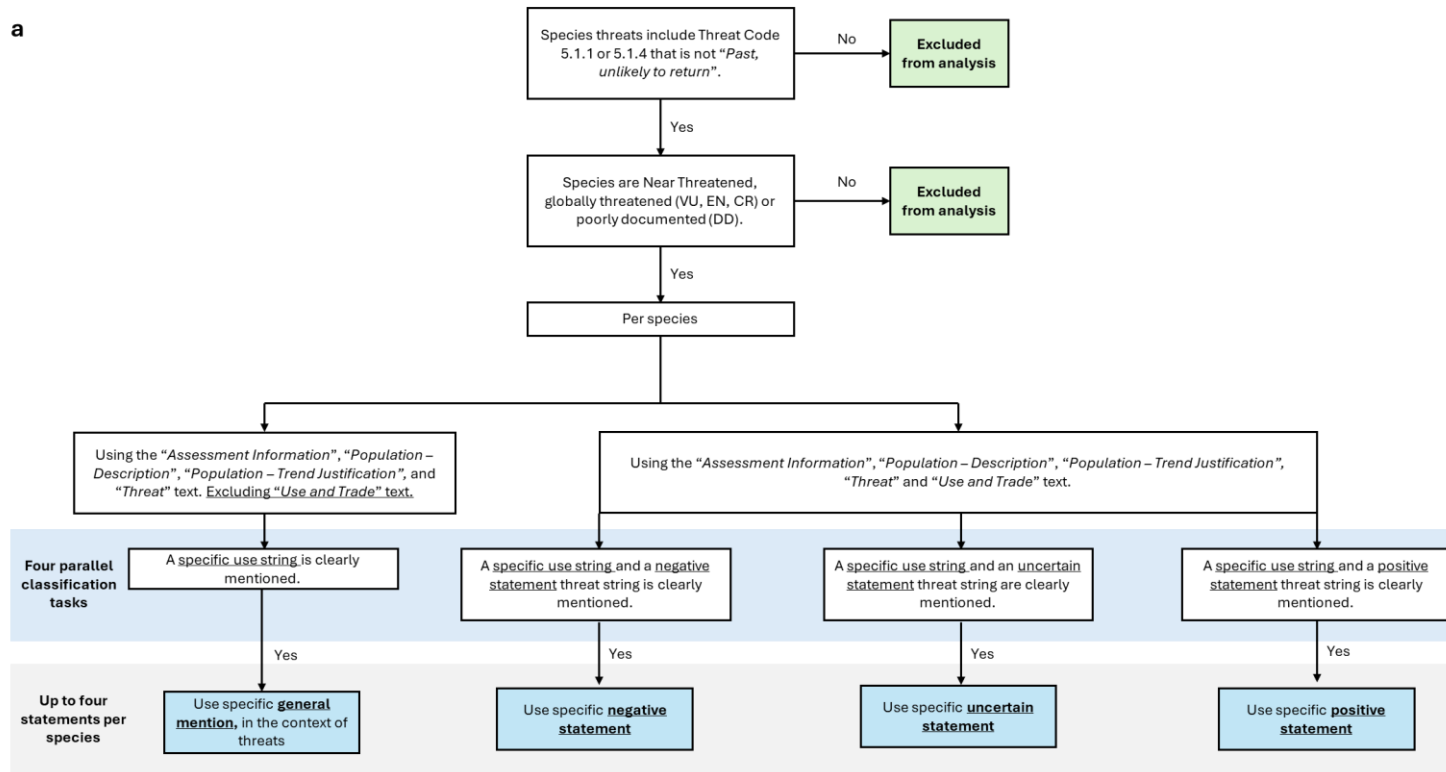 a
Species threats include Threat Code
5.1.1 or 5.1.4 that is not “Past,
unlikely to return”.
No
Excluded
from analysis
Yes
Species are Near Threatened,
globally threatened (VU, EN, CR) or
poorly documented (DD).
No
Excluded
from analysis
Yes
Per species
Using the “Assessment Information”, “Population –
Description”, “Population – Trend Justification”, and
“Threat” text. Excluding “Use and Trade” text.
Using the “Assessment Information”, “Population – Description”, “Population – Trend Justification”,
“Threat” and “Use and Trade” text.
Four parallel
classification
tasks
A specific use string is clearly
mentioned.
A specific use string and a negative
statement threat string is clearly
mentioned.
A specific use string and an uncertain
statement threat string are clearly
mentioned.
A specific use string and a positive
statement threat string is clearly
mentioned.
Yes
Yes
Yes
Yes
Up to four
statements per
species
Use specific general
mention, in the context of
threats
Use specific negative
statement
Use specific uncertain
statement
Use specific positive
statement